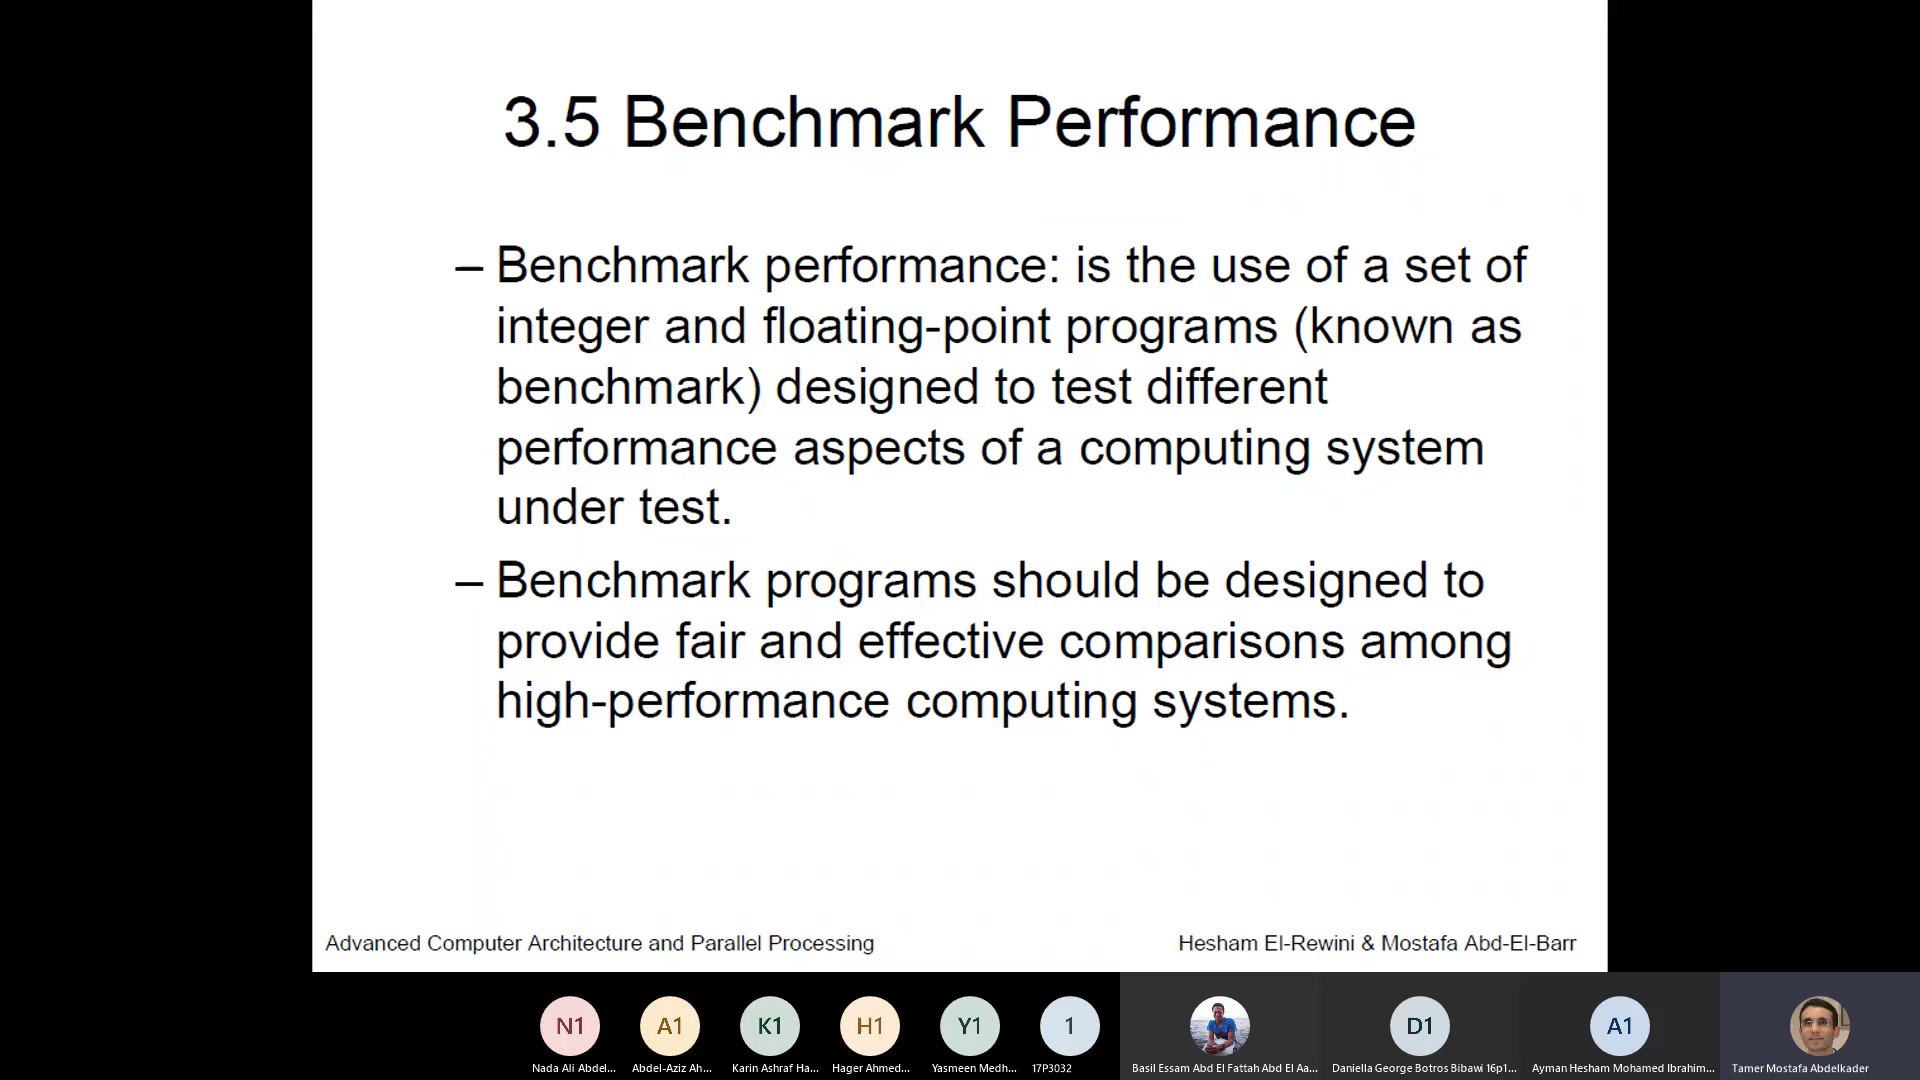 3.5 Benchmark Performance
– Benchmark performance: is the use of a set of
integer and floating-point programs (known as
benchmark) designed to test different
performance aspects of a computing system
under test.
– Benchmark programs should be designed to
provide fair and effective comparisons among
high-performance computing systems.
Advanced Computer Architecture and Parallel Processing
Hesham El-Rewini & Mostafa Abd-El-Barr
N1
A1
K1
H1
Y1
1
D1
A1
Nada Ali Abdel...
Abdel-Aziz Ah...
Karin Ashraf Ha...
Hager Ahmed...
Yasmeen Medh...
17P3032
Basil Essam Abd El Fattah Abd El Aa...
Daniella George Botros Bibawi 16p1...
Ayman Hesham Mohamed Ibrahim...
Tamer Mostafa Abdelkader